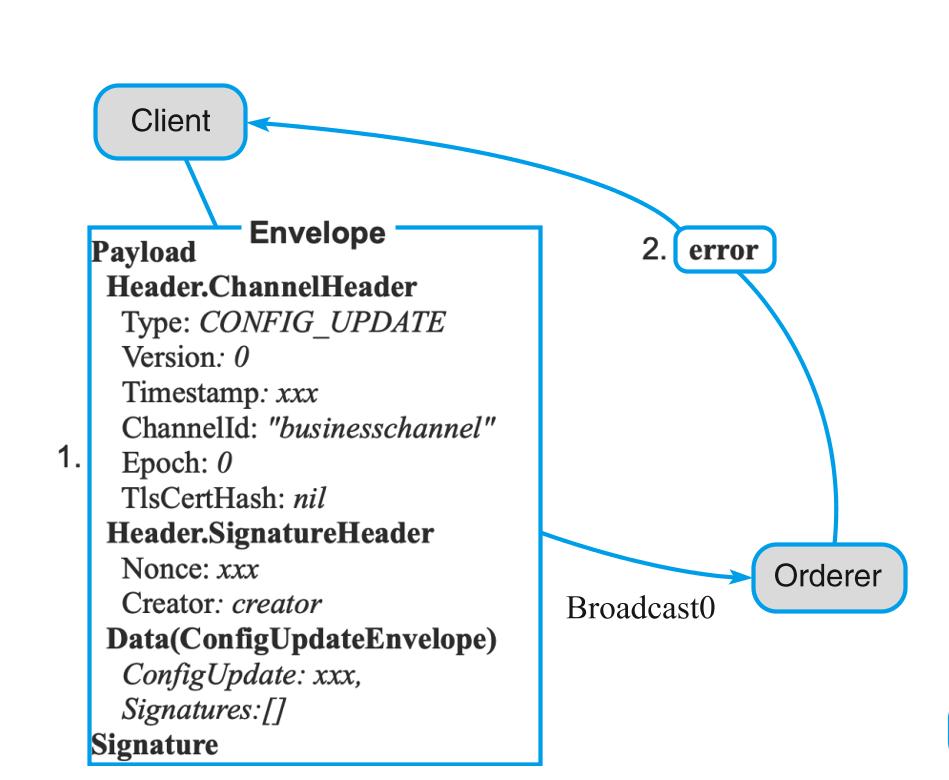 Client
Envelope
Payload
Header.ChannelHeader
Type: CONFIG_UPDATE
Version: 0
Timestamp: xxx
ChannelId: "businesschannel"
Epoch: 0
TlsCertHash: nil
Header.SignatureHeader
Nonce: xxx
Creator: creator
Data(ConfigUpdateEnvelope)
ConfigUpdate: xxx,
Signatures:[]
Signature
1.
2. error
Orderer
Broadcast0